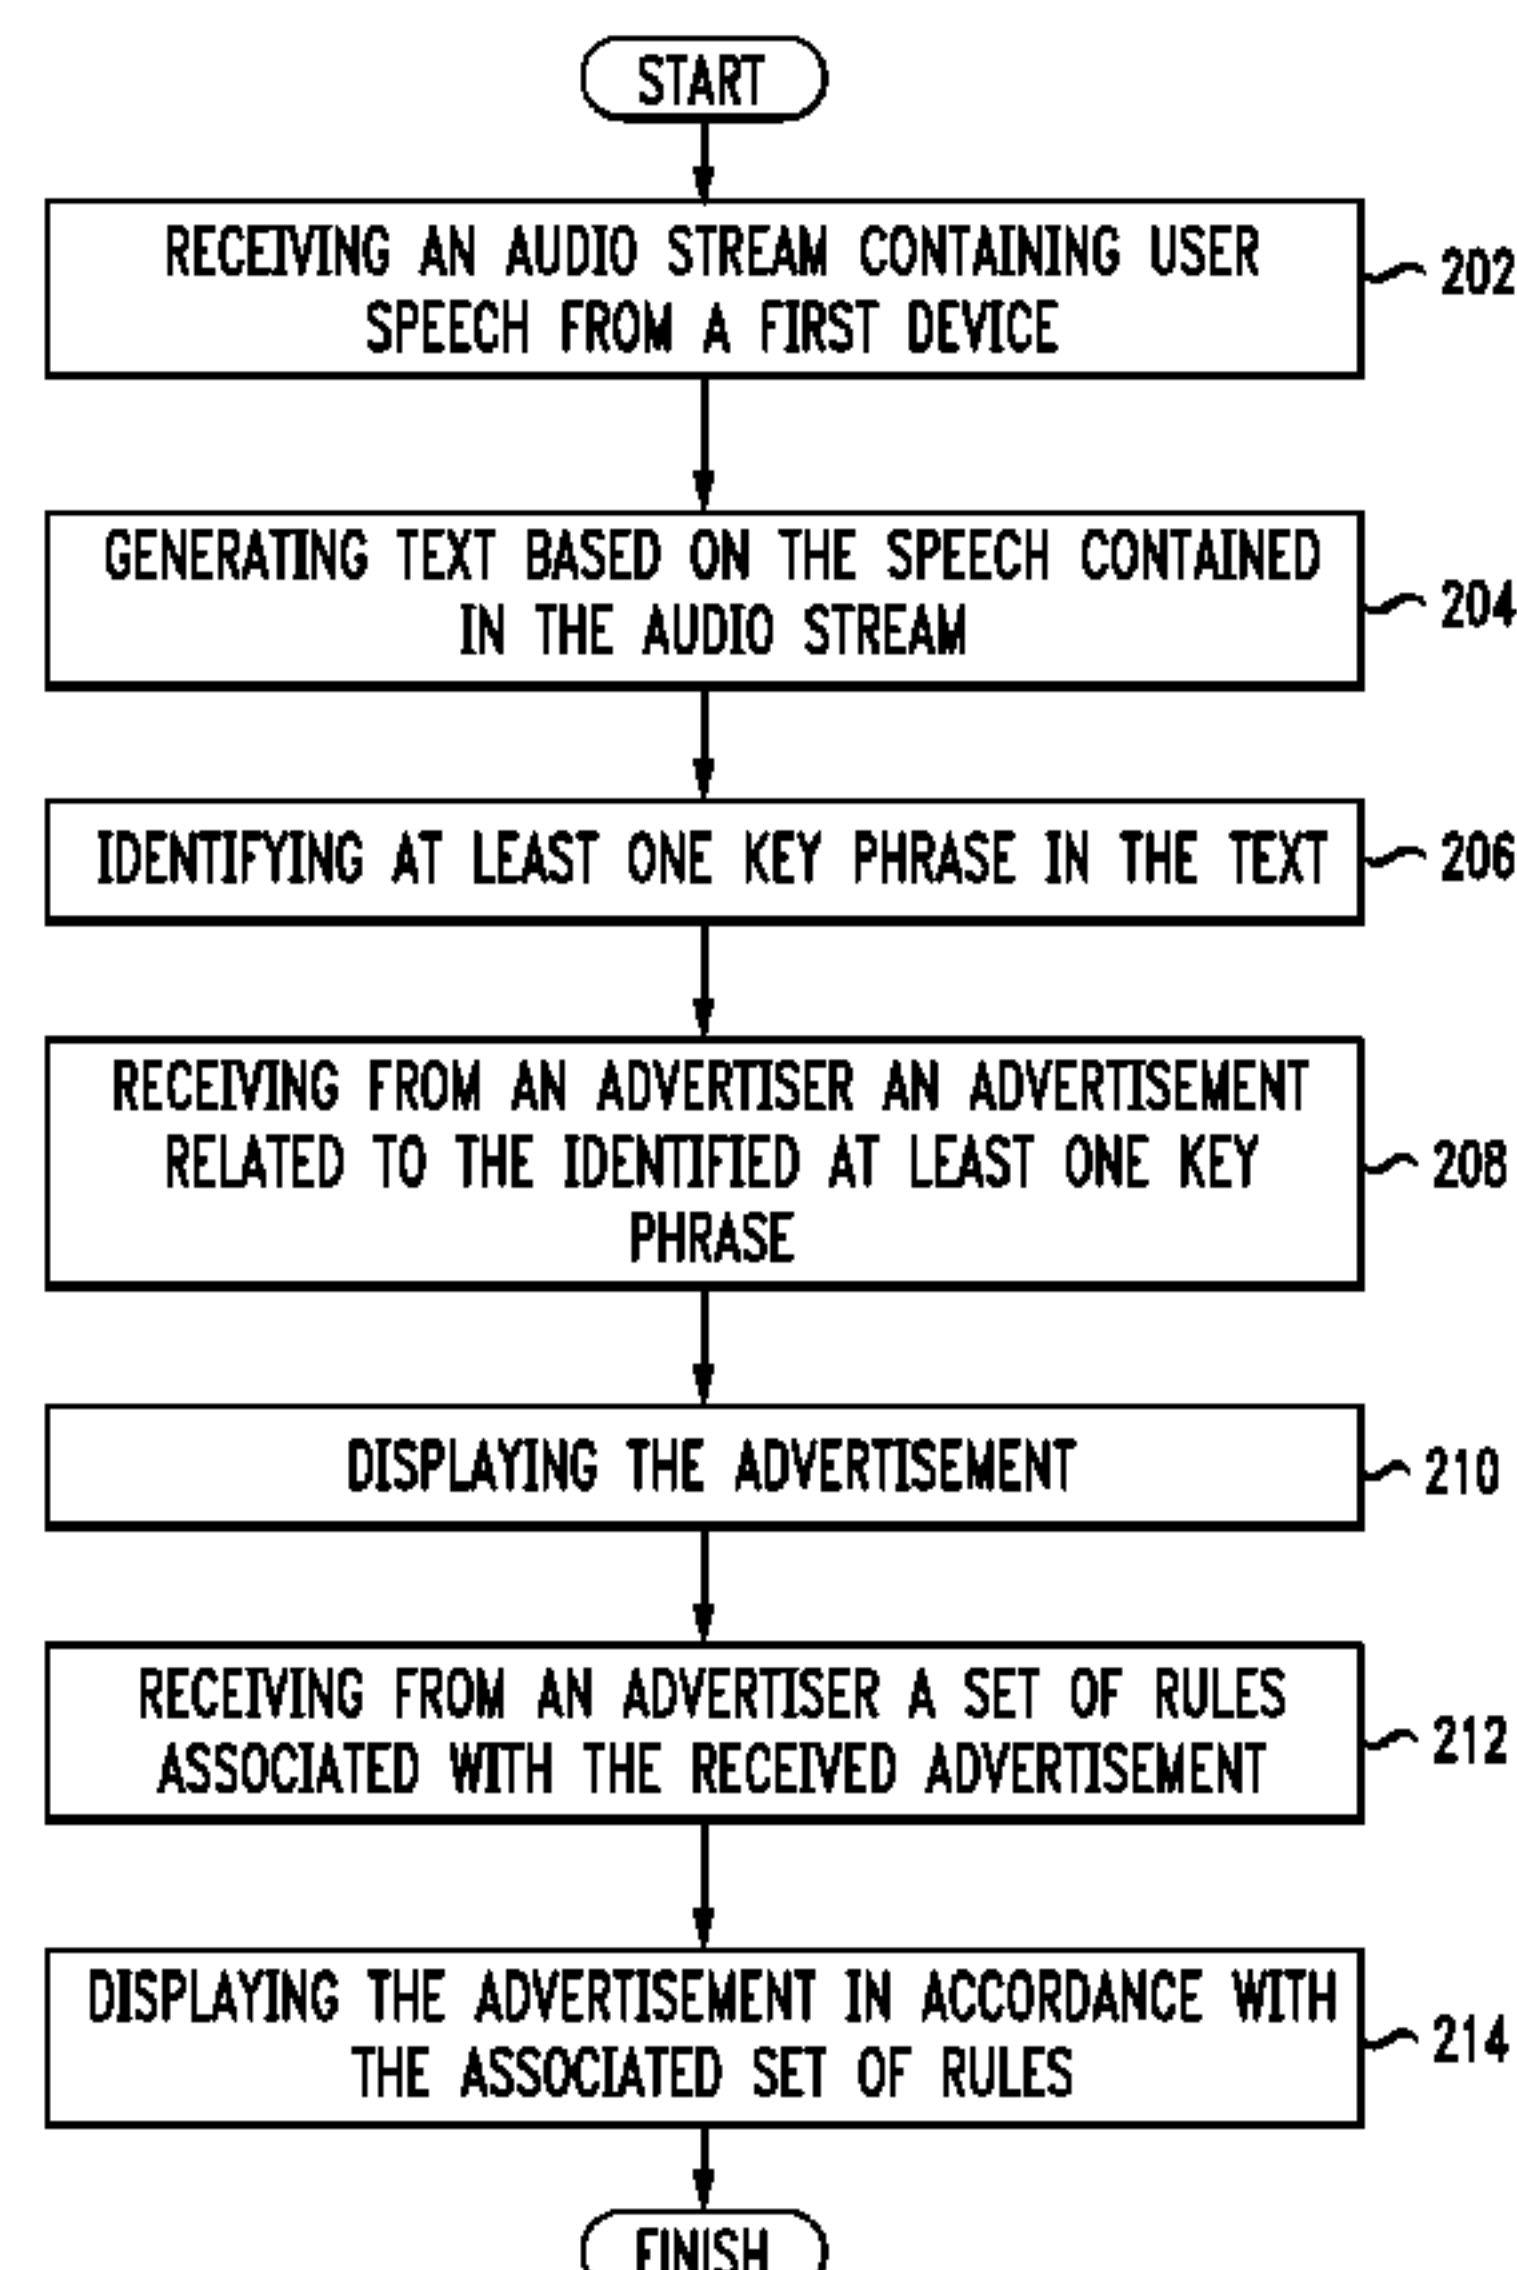 START
RECEIVING AN AUDIO STREAM CONTAINING USER
SPEECH FROM A FIRST DEVICE
202
GENERATING TEXT BASED ON THE SPEECH CONTAINED
IN THE AUDIO STREAM
204
IDENTIFYING AT LEAST ONE KEY PHRASE IN THE TEXT
206
RECEIVING FROM AN ADVERTISER AN ADVERTISEMENT
RELATED TO THE IDENTIFIED AT LEAST ONE KEY
PHRASE
208
DISPLAYING THE ADVERTISEMENT
210
RECEIVING FROM AN ADVERTISER A SET OF RULES
ASSOCIATED WITH THE RECEIVED ADVERTISEMENT
212
DISPLAYING THE ADVERTISEMENT IN ACCORDANCE WITH
THE ASSOCIATED SET OF RULES
214
FINISH